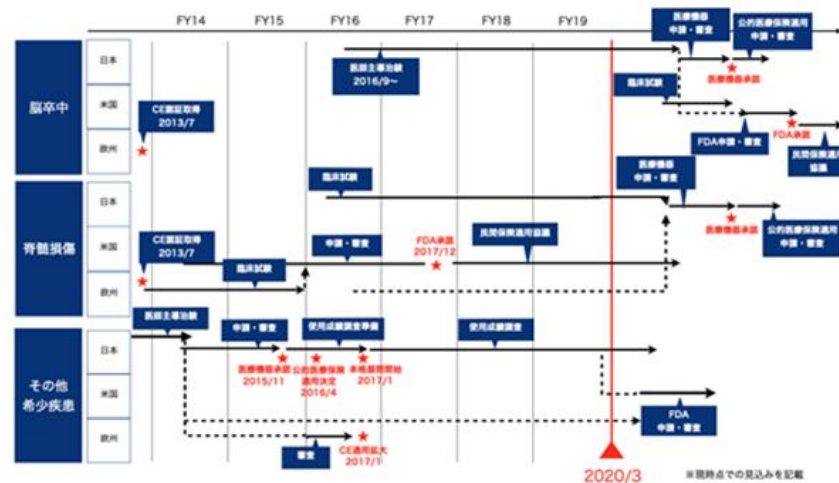 FY14 FY15 FY16 FY17 FY18 FY19
脳卒中
日本
米国
欧州
医師主導治験
2016/9〜
医療機器
申請・審査
公的医療保険適用
申請・審査
医療機器承認
臨床試験
CE認証取得
2013/7
FDA申請・審査
FDA承認
民間保険適用
協議
脊髄損傷
日本
米国
欧州
臨床試験
医療機器
申請・審査
医療機器承認
公的医療保険適用
申請・審査
CE認証取得
2013/7
臨床試験
申請・審査
FDA承認
2017/12
民間保険適用協議
その他
希少疾患
日本
米国
欧州
医師主導治験
申請・審査
医療機器承認
2015/11
使用成績調査準備
公的医療保険
適用決定
2016/4
本格展開開始
2017/1
使用成績調査
FDA
申請・審査
審査
CE適用拡大
2017/1
2020/3
※現時点での見込みを記載